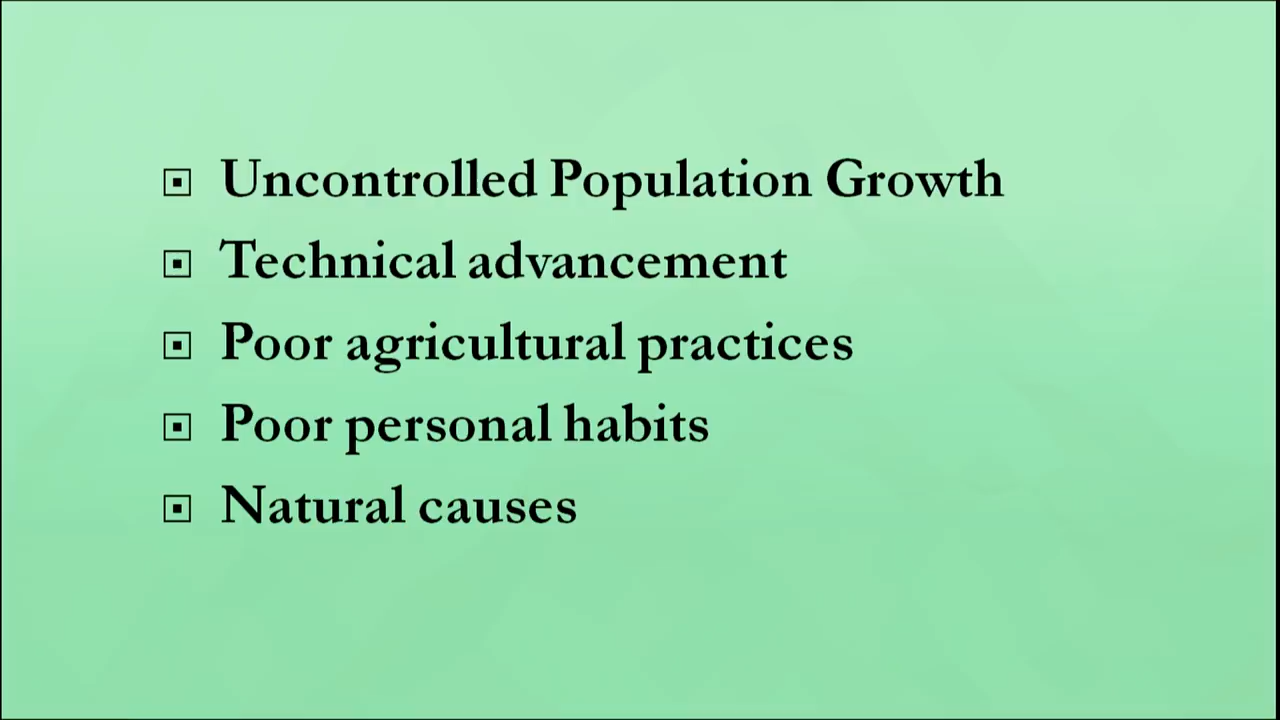 Uncontrolled Population Growth
Technical advancement
Poor agricultural practices
Poor personal habits
Natural causes